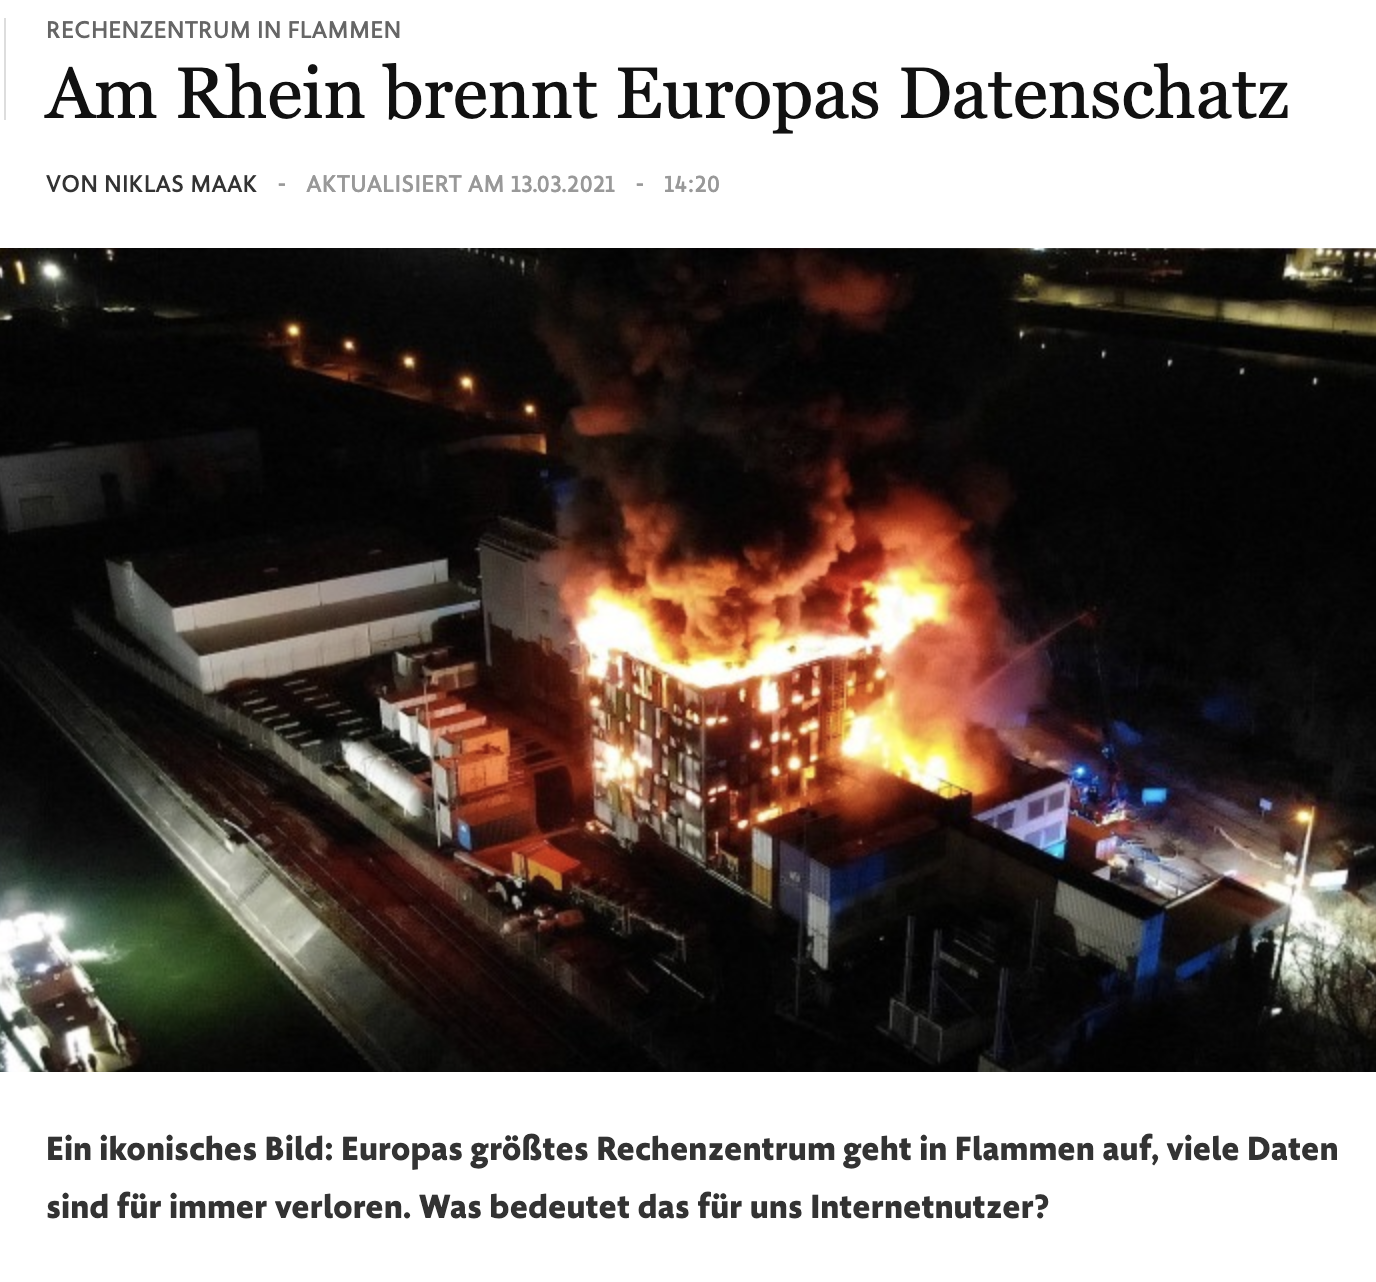 RECHENZENTRUM IN FLAMMEN
Am Rhein brennt Europas Datenschatz
VON NIKLAS MAAK - AKTUALISIERT AM 13.03.2021 - 14:20
Ein ikonisches Bild: Europas größtes Rechenzentrum geht in Flammen auf, viele Daten
sind für immer verloren. Was bedeutet das für uns Internetnutzer?